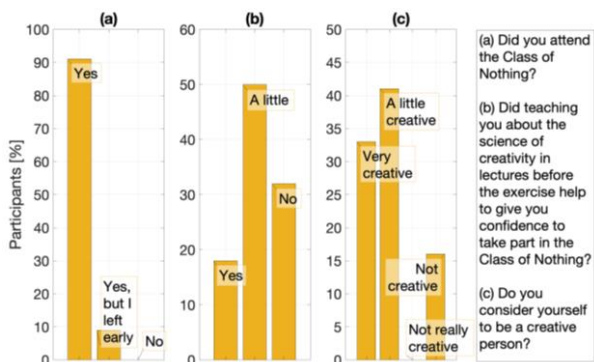 (a)
(b)
(c)
Participants [%]
100
90
80
70
60
50
40
30
20
10
0
Yes
Yes,
but I
left
early
No
60
50
40
30
20
10
0
Yes
A little
No
50
45
40
35
30
25
20
15
10
5
0
Very
creative
A little
creative
Not really
creative
Not
creative
(a) Did you attend
the Class of
Nothing?
(b) Did teaching
you about the
science of
creativity in
lectures before
the exercise help
to give you
confidence to
take part in the
Class of Nothing?
(c) Do you
consider yourself
to be a creative
person?